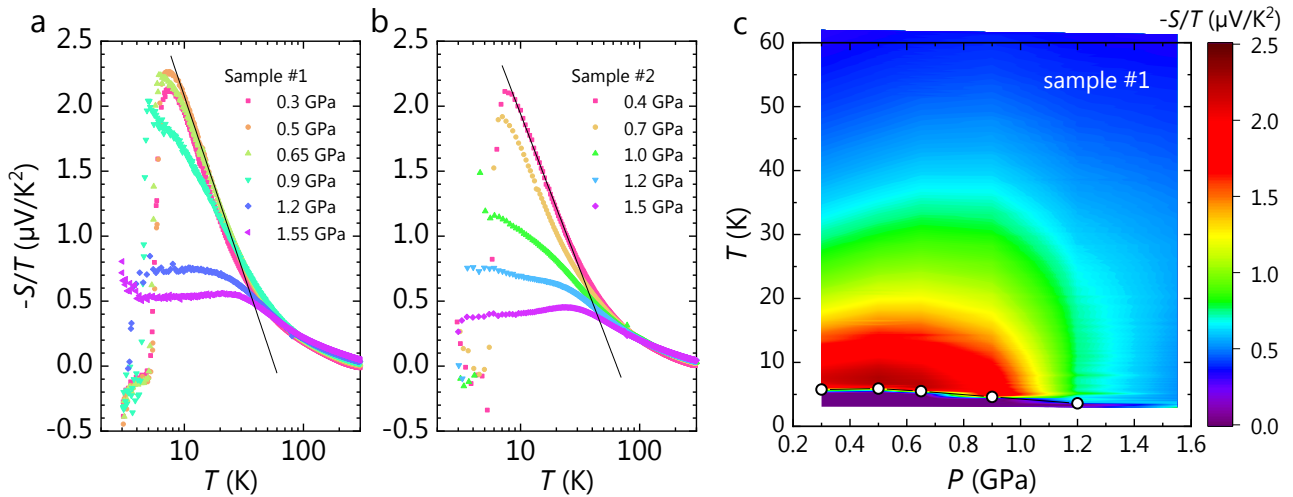 a
2.5
2.0
1.5
1.0
0.5
0.0
-0.5
-S/T (μV/K²)
Sample #1
0.3 GPa
0.5 GPa
0.65 GPa
0.9 GPa
1.2 GPa
1.55 GPa
10
100
T (K)
b
2.5
2.0
1.5
1.0
0.5
0.0
-0.5
Sample #2
0.4 GPa
0.7 GPa
1.0 GPa
1.2 GPa
1.5 GPa
10
100
T (K)
c
-S/T (μV/K²)
60
50
40
30
20
10
0
T (K)
sample #1
0.2
0.4
0.6
0.8
1.0
1.2
1.4
1.6
P (GPa)
2.5
2.0
1.5
1.0
0.5
0.0